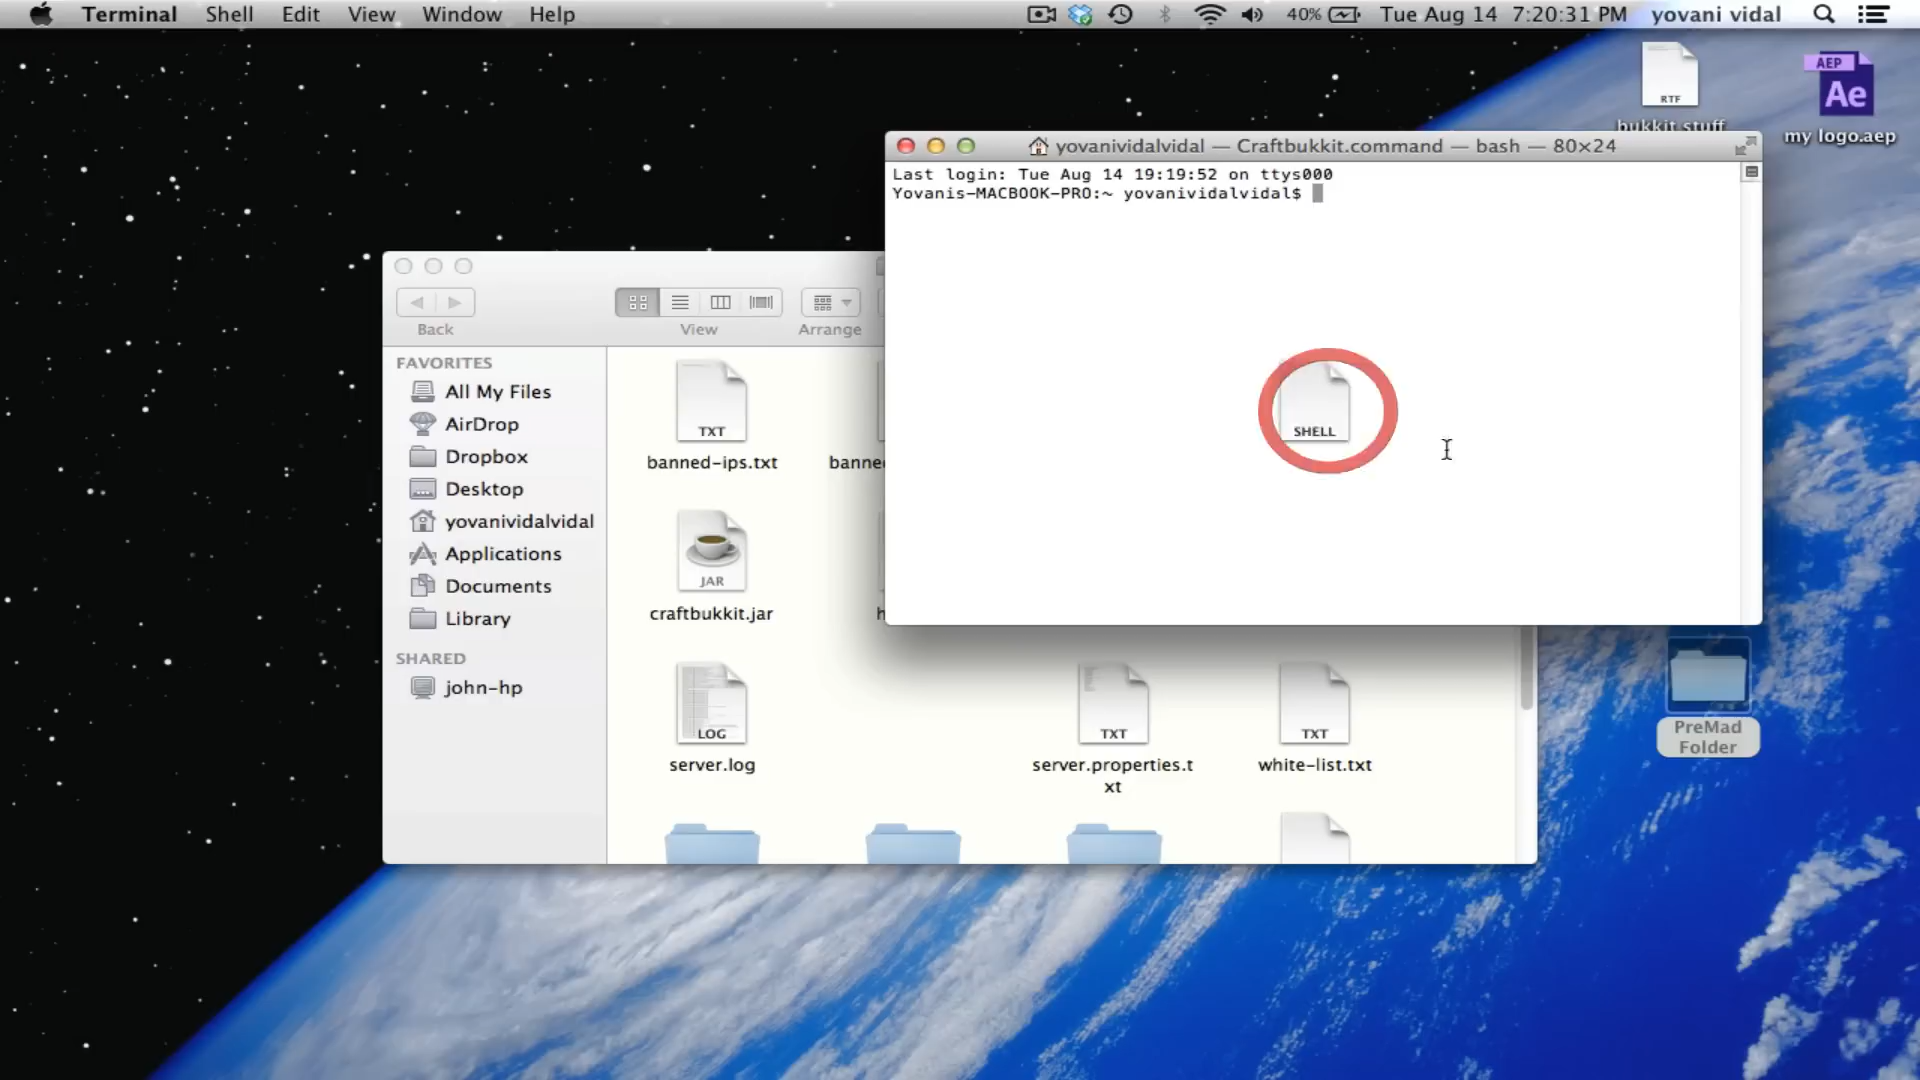 Terminal Shell Edit View Window Help 40% Tue Aug 14 7:20:31 PM yovani vidal
RTF
bukkit stuff
AEP
Ae
my logo.aep
yovanividalvidal — Craftbukkit.command — bash — 80×24
Last login: Tue Aug 14 19:19:52 on ttys000
Yovanis-MACBOOK-PRO:~ yovanividalvidal$
SHELL
Back View Arrange
FAVORITES
All My Files
AirDrop
Dropbox
Desktop
yovanividalvidal
Applications
Documents
Library
SHARED
john-hp
TXT
banned-ips.txt banne
JAR
craftbukkit.jar h
LOG
server.log
TXT
server.properties.t
xt
TXT
white-list.txt
PreMad
Folder